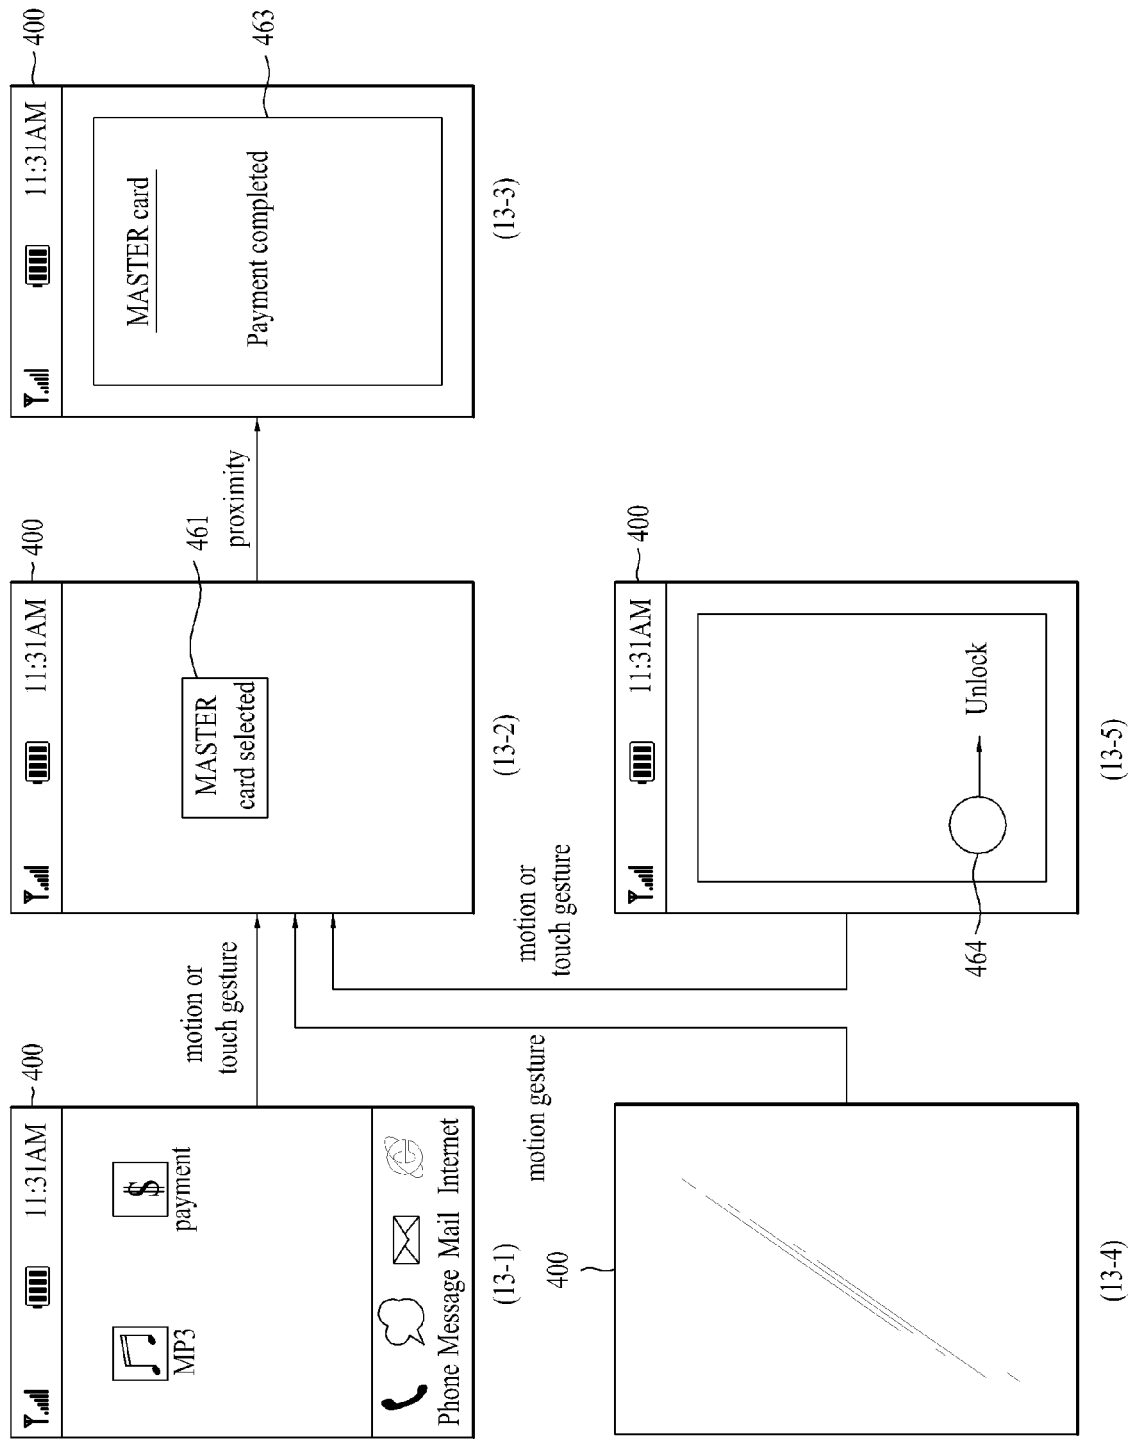 11:31AM
400
MP3
payment
Phone Message Mail Internet
(13-1)
motion or
touch gesture
11:31AM
400
MASTER
card selected
461
(13-2)
proximity
11:31AM
400
MASTER card
Payment completed
463
(13-3)
400
(13-4)
motion gesture
motion or
touch gesture
11:31AM
400
Unlock
464
(13-5)